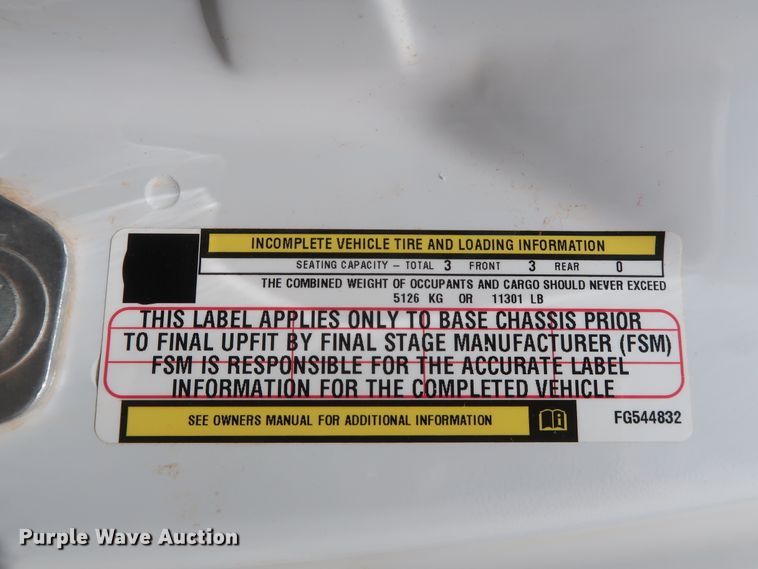 INCOMPLETE VEHICLE TIRE AND LOADING INFORMATION
SEATING CAPACITY – TOTAL 3 FRONT 3 REAR 0
THE COMBINED WEIGHT OF OCCUPANTS AND CARGO SHOULD NEVER EXCEED
5126 KG OR 11301 LB
THIS LABEL APPLIES ONLY TO BASE CHASSIS PRIOR
TO FINAL UPFIT BY FINAL STAGE MANUFACTURER (FSM)
FSM IS RESPONSIBLE FOR THE ACCURATE LABEL
INFORMATION FOR THE COMPLETED VEHICLE
SEE OWNERS MANUAL FOR ADDITIONAL INFORMATION
FG544832
Purple Wave Auction